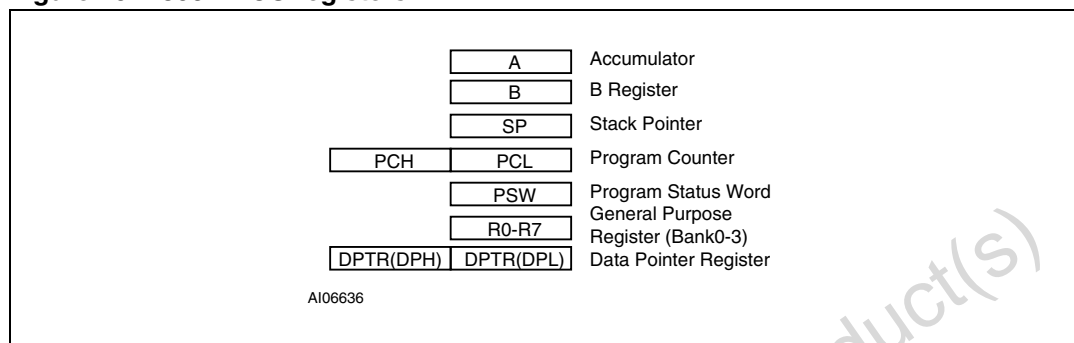 A Accumulator
B B Register
SP Stack Pointer
PCH PCL Program Counter
PSW Program Status Word
R0-R7 General Purpose
Register (Bank0-3)
DPTR(DPH) DPTR(DPL) Data Pointer Register
AI06636